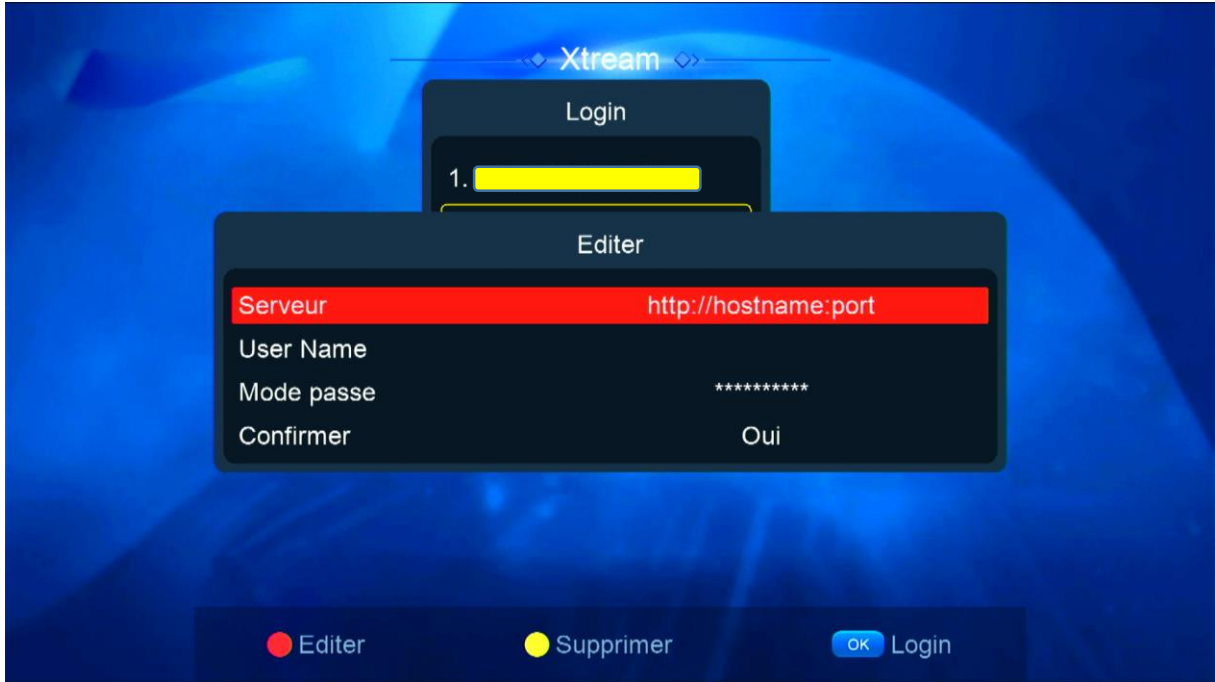 Xtream
Login
1.
Editer
Serveur http://hostname:port
User Name
Mode passe **********
Confirmer Oui
Editer Supprimer OK Login